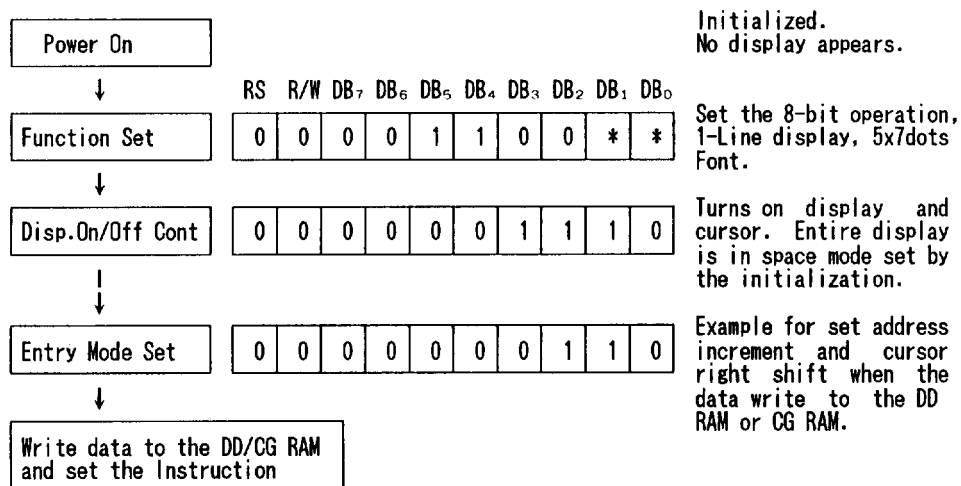 Power On
Initialized.
No display appears.
RS R/W DB₇ DB₆ DB₅ DB₄ DB₃ DB₂ DB₁ DB₀
Function Set
0 0 0 0 1 1 0 0 * *
Set the 8-bit operation,
1-Line display, 5x7dots
Font.
Disp.On/Off Cont
0 0 0 0 0 0 1 1 1 0
Turns on display and
cursor. Entire display
is in space mode set by
the initialization.
Entry Mode Set
0 0 0 0 0 0 0 1 1 0
Example for set address
increment and cursor
right shift when the
data write to the DD
RAM or CG RAM.
Write data to the DD/CG RAM
and set the Instruction